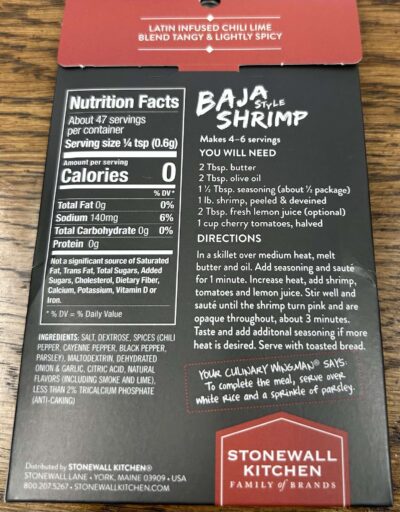 LATIN INFUSED CHILI LIME
BLEND TANGY & LIGHTLY SPICY
Nutrition Facts
About 47 servings
per container
Serving size ¼ tsp (0.6g)
Amount per serving
Calories 0
% DV*
Total Fat 0g 0%
Sodium 140mg 6%
Total Carbohydrate 0g 0%
Protein 0g
Not a significant source of Saturated
Fat, Trans Fat, Total Sugars, Added
Sugars, Cholesterol, Dietary Fiber,
Calcium, Potassium, Vitamin D or
Iron.
* % DV = % Daily Value
INGREDIENTS: SALT, DEXTROSE, SPICES (CHILI
PEPPER, CAYENNE PEPPER, BLACK PEPPER,
PARSLEY), MALTODEXTRIN, DEHYDRATED
ONION & GARLIC, CITRIC ACID, NATURAL
FLAVORS (INCLUDING SMOKE AND LIME),
LESS THAN 2% TRICALCIUM PHOSPHATE
(ANTI-CAKING)
Distributed by STONEWALL KITCHEN®
STONEWALL LANE • YORK, MAINE 03909 • USA
800.207.5267 • STONEWALLKITCHEN.COM
BAJA
STYLE
SHRIMP
Makes 4–6 servings
YOU WILL NEED
2 Tbsp. butter
2 Tbsp. olive oil
1 ½ Tbsp. seasoning (about ⅓ package)
1 lb. shrimp, peeled & deveined
2 Tbsp. fresh lemon juice (optional)
1 cup cherry tomatoes, halved
DIRECTIONS
In a skillet over medium heat, melt
butter and oil. Add seasoning and sauté
for 1 minute. Increase heat, add shrimp,
tomatoes and lemon juice. Stir well and
sauté until the shrimp turn pink and are
opaque throughout, about 3 minutes.
Taste and add additonal seasoning if more
heat is desired. Serve with toasted bread.
YOUR CULINARY WINGMAN® SAYS:
To complete the meal, serve over
white rice and a sprinkle of parsley.
STONEWALL
KITCHEN
FAMILY of BRANDS